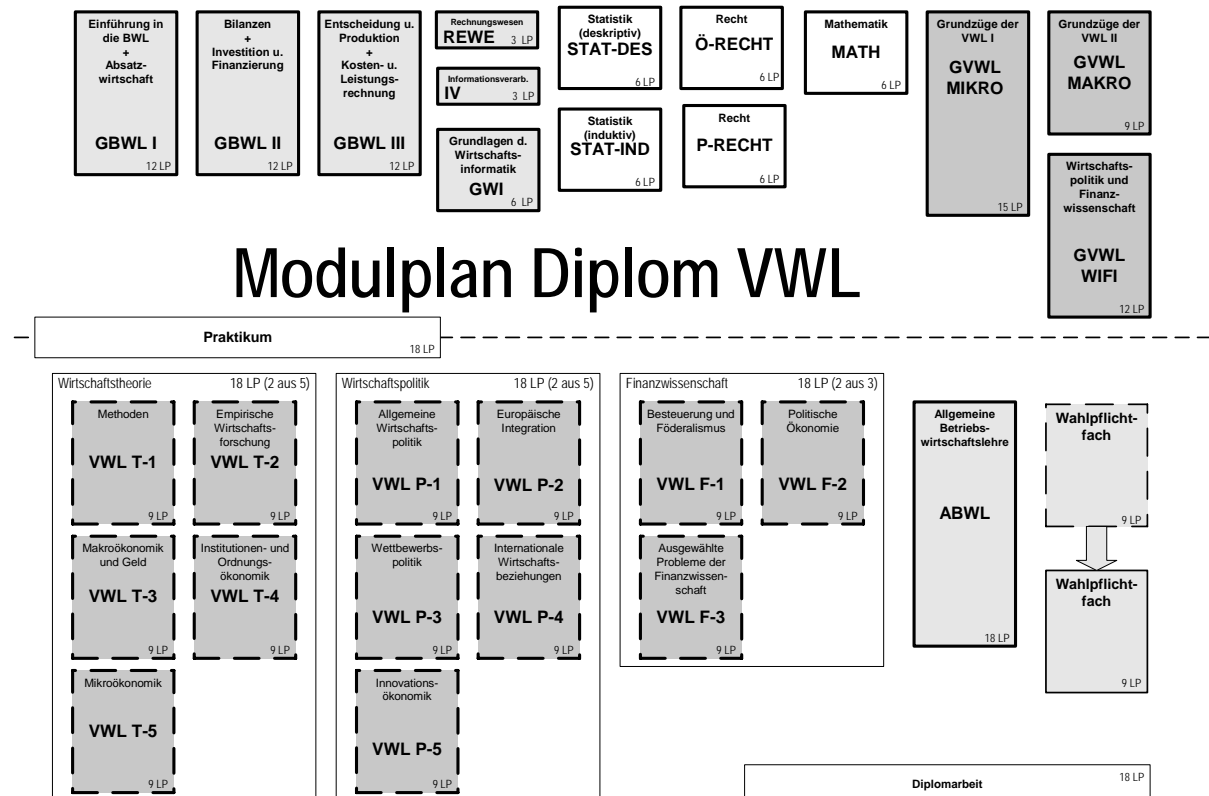 Einführung in
die BWL
+
Absatz-
wirtschaft
GBWL I
12 LP
Bilanzen
+
Investition u.
Finanzierung
GBWL II
12 LP
Entscheidung u.
Produktion
+
Kosten- u.
Leistungs-
rechnung
GBWL III
12 LP
Rechnungswesen
REWE 3 LP
Informationsverarb.
IV 3 LP
Grundlagen d.
Wirtschafts-
informatik
GWI
6 LP
Statistik
(deskriptiv)
STAT-DES
6 LP
Statistik
(induktiv)
STAT-IND
6 LP
Recht
Ö-RECHT
6 LP
Recht
P-RECHT
6 LP
Mathematik
MATH
6 LP
Grundzüge der
VWL I
GVWL
MIKRO
15 LP
Grundzüge der
VWL II
GVWL
MAKRO
9 LP
Wirtschafts-
politik und
Finanz-
wissenschaft
GVWL
WIFI
12 LP
Modulplan Diplom VWL
Praktikum
18 LP
Wirtschaftstheorie 18 LP (2 aus 5)
Methoden
VWL T-1
9 LP
Empirische
Wirtschafts-
forschung
VWL T-2
9 LP
Makroökonomik
und Geld
VWL T-3
9 LP
Institutionen- und
Ordnungs-
ökonomik
VWL T-4
9 LP
Mikroökonomik
VWL T-5
9 LP
Wirtschaftspolitik 18 LP (2 aus 5)
Allgemeine
Wirtschafts-
politik
VWL P-1
9 LP
Europäische
Integration
VWL P-2
9 LP
Wettbewerbs-
politik
VWL P-3
9 LP
Internationale
Wirtschafts-
beziehungen
VWL P-4
9 LP
Innovations-
ökonomik
VWL P-5
9 LP
Finanzwissenschaft 18 LP (2 aus 3)
Besteuerung und
Föderalismus
VWL F-1
9 LP
Politische
Ökonomie
VWL F-2
9 LP
Ausgewählte
Probleme der
Finanzwissen-
schaft
VWL F-3
9 LP
Allgemeine
Betriebs-
wirtschaftslehre
ABWL
18 LP
Wahlpflicht-
fach
9 LP
Wahlpflicht-
fach
9 LP
Diplomarbeit
18 LP